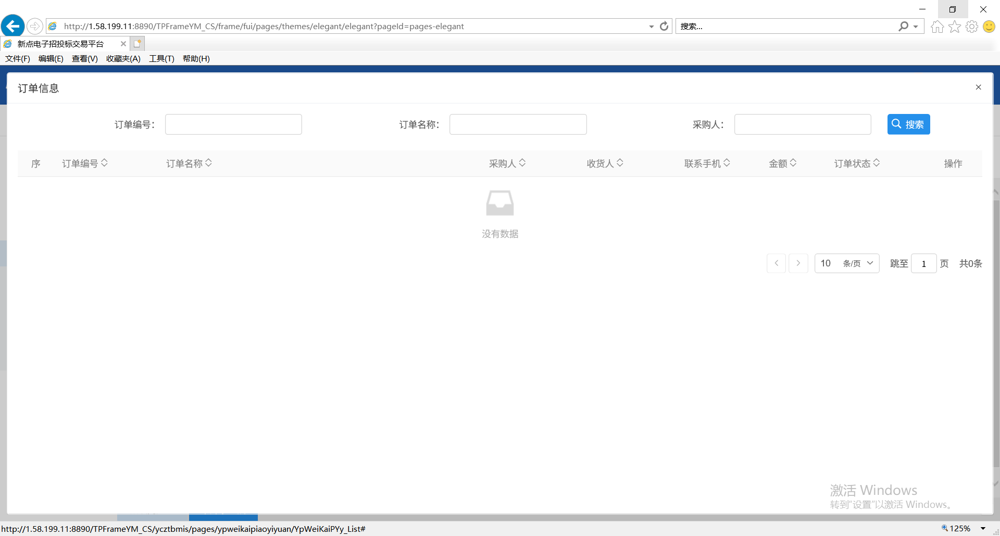 http://1.58.199.11:8890/TPFrameYM_CS/frame/fui/pages/themes/elegant/elegant?pageId=pages-elegant
搜索...
新点电子招投标交易平台
文件(F) 编辑(E) 查看(V) 收藏夹(A) 工具(T) 帮助(H)
订单信息
订单编号： 订单名称： 采购人： 搜索
序 订单编号 订单名称 采购人 收货人 联系手机 金额 订单状态 操作
没有数据
10 条/页 跳至 1 页 共0条
激活 Windows
转到"设置"以激活 Windows。
http://1.58.199.11:8890/TPFrameYM_CS/ycztbmis/pages/ypweikaipiaoyiyuan/YpWeiKaiPYy_List#
125%